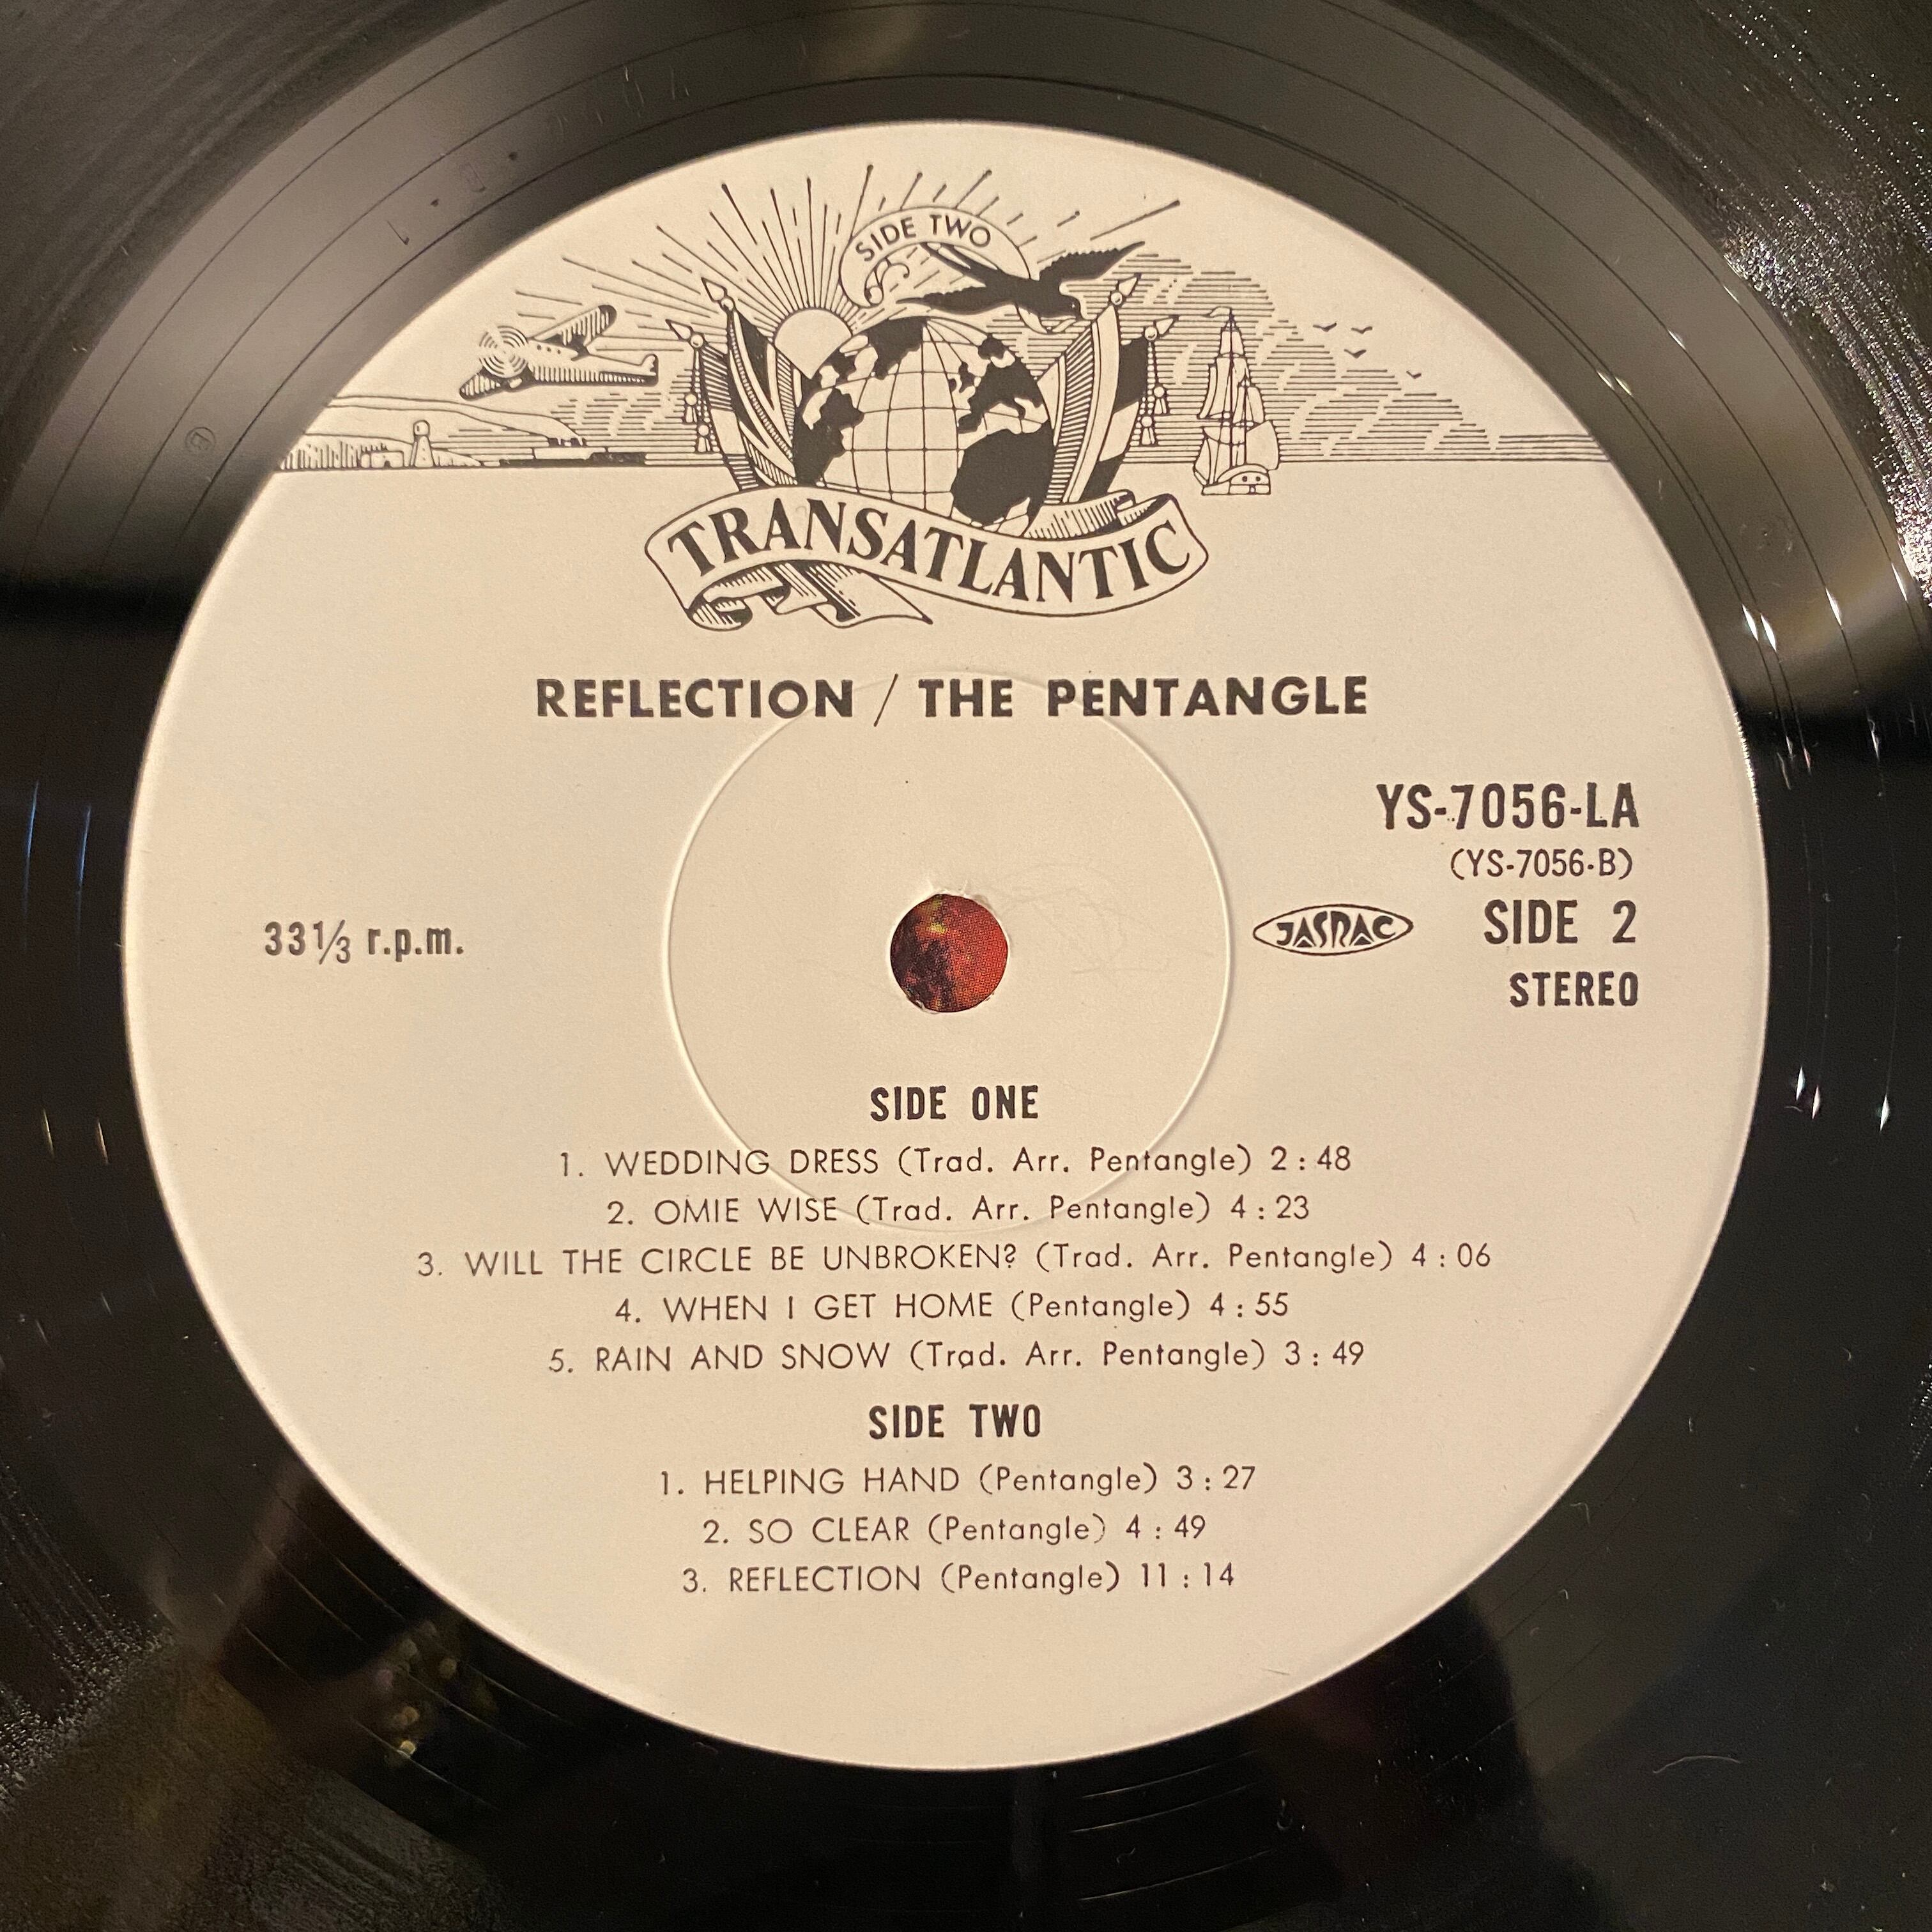 SIDE TWO
TRANSATLANTIC
REFLECTION / THE PENTANGLE
YS-7056-LA
(YS-7056-B)
33 1/3 r.p.m.
JASRAC
SIDE 2
STEREO
SIDE ONE
1. WEDDING DRESS (Trad. Arr. Pentangle) 2 : 48
2. OMIE WISE (Trad. Arr. Pentangle) 4 : 23
3. WILL THE CIRCLE BE UNBROKEN? (Trad. Arr. Pentangle) 4 : 06
4. WHEN I GET HOME (Pentangle) 4 : 55
5. RAIN AND SNOW (Trad. Arr. Pentangle) 3 : 49
SIDE TWO
1. HELPING HAND (Pentangle) 3 : 27
2. SO CLEAR (Pentangle) 4 : 49
3. REFLECTION (Pentangle) 11 : 14